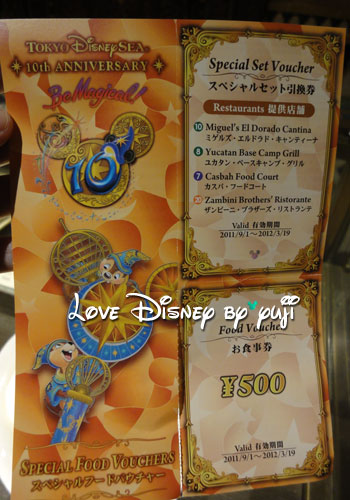 TOKYO DISNEYSEA
10th ANNIVERSARY
Be Magical!
10
SPECIAL FOOD VOUCHERS
スペシャルフードバウチャー
Special Set Voucher
スペシャルセット引換券
Restaurants 提供店舗
10 Miguel's El Dorado Cantina
ミゲルズ・エルドラド・キャンティーナ
8 Yucatan Base Camp Grill
ユカタン・ベースキャンプ・グリル
7 Casbah Food Court
カスバ・フードコート
Zambini Brothers' Ristorante
ザンビーニ・ブラザーズ・リストランテ
Valid 有効期間
2011/9/1~2012/3/19
LOVE DISNEY BY YUJI
Food Voucher
お食事券
¥500
Valid 有効期間
2011/9/1~2012/3/19